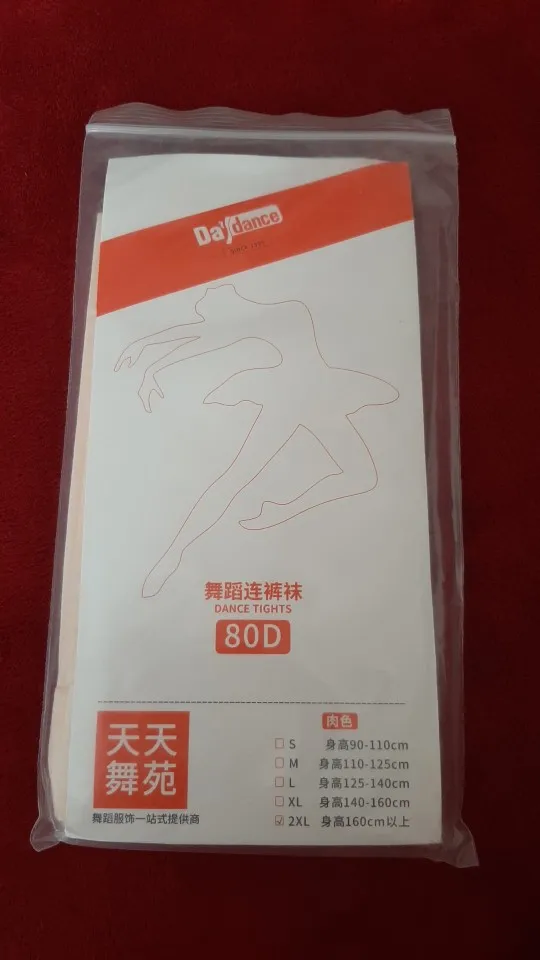 Daydance
舞蹈连裤袜
DANCE TIGHTS
80D
天天
舞苑
舞蹈服饰一站式提供商
肉色
☐ S 身高90-110cm
☐ M 身高110-125cm
☐ L 身高125-140cm
☐ XL 身高140-160cm
☑ 2XL 身高160cm以上